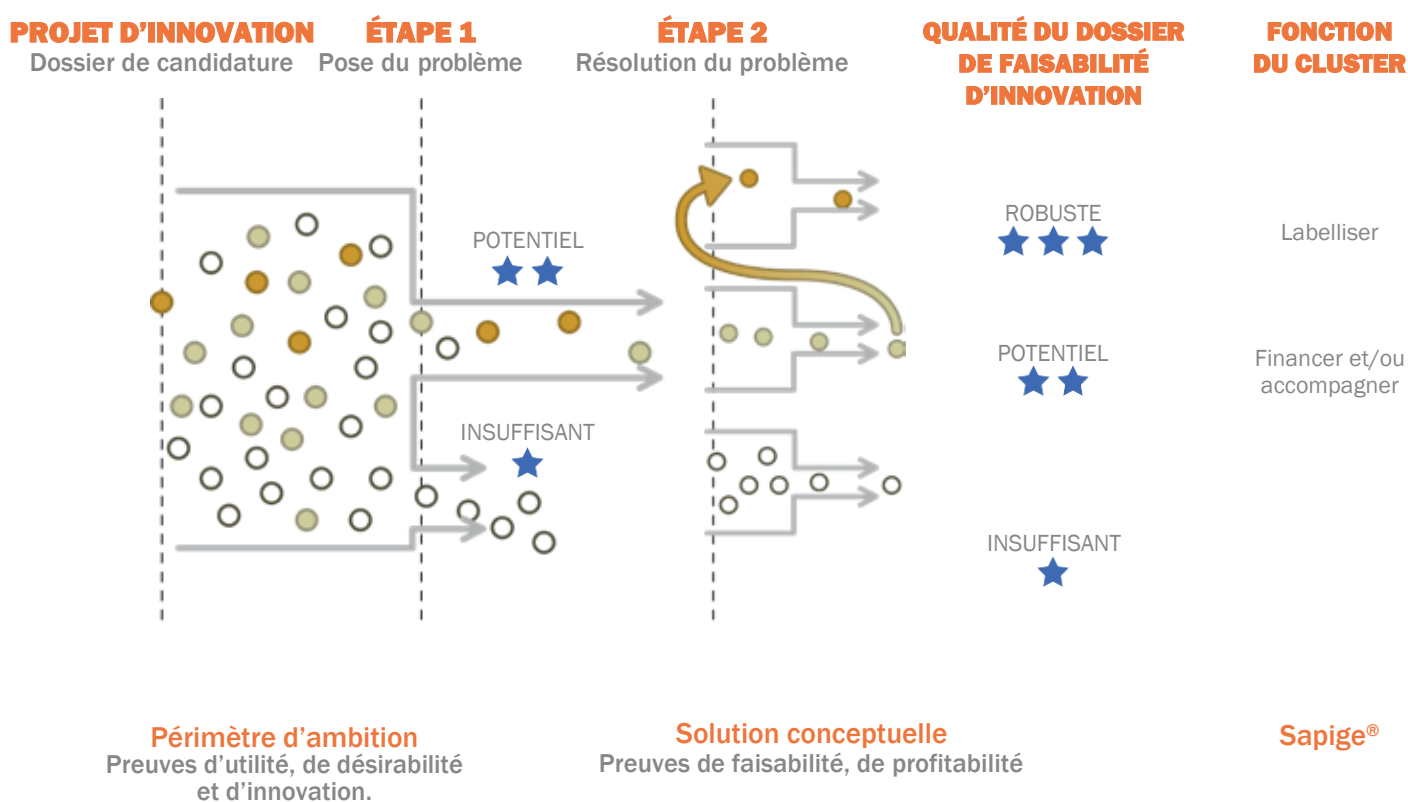 PROJET D'INNOVATION
Dossier de candidature
ÉTAPE 1
Pose du problème
ÉTAPE 2
Résolution du problème
QUALITÉ DU DOSSIER
DE FAISABILITÉ
D'INNOVATION
FONCTION
DU CLUSTER
POTENTIEL
INSUFFISANT
ROBUSTE
Labelliser
POTENTIEL
Financer et/ou
accompagner
INSUFFISANT
Périmètre d'ambition
Preuves d'utilité, de désirabilité
et d'innovation.
Solution conceptuelle
Preuves de faisabilité, de profitabilité
Sapige®